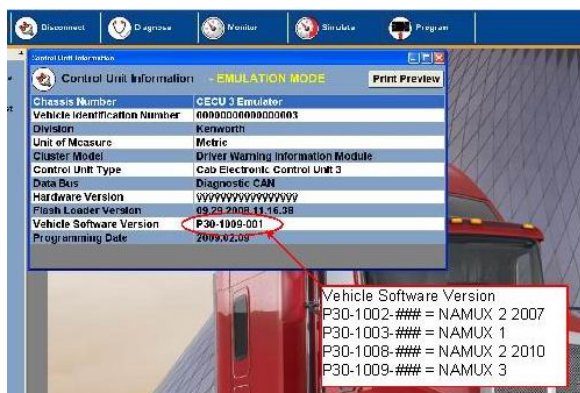 Disconnect Diagnose Monitor Simulate Program
Control Unit Information
Control Unit Information - EMULATION MODE Print Preview
Chassis Number CECU 3 Emulator
Vehicle Identification Number 00000000000000003
Division Kenworth
Unit of Measure Metric
Cluster Model Driver Warning Information Module
Control Unit Type Cab Electronic Control Unit 3
Data Bus Diagnostic CAN
Hardware Version
Flash Loader Version 09.29.2008.11.16.38
Vehicle Software Version P30-1009-001
Programming Date 2009.02.09
Vehicle Software Version
P30-1002-### = NAMUX 2 2007
P30-1003-### = NAMUX 1
P30-1008-### = NAMUX 2 2010
P30-1009-### = NAMUX 3